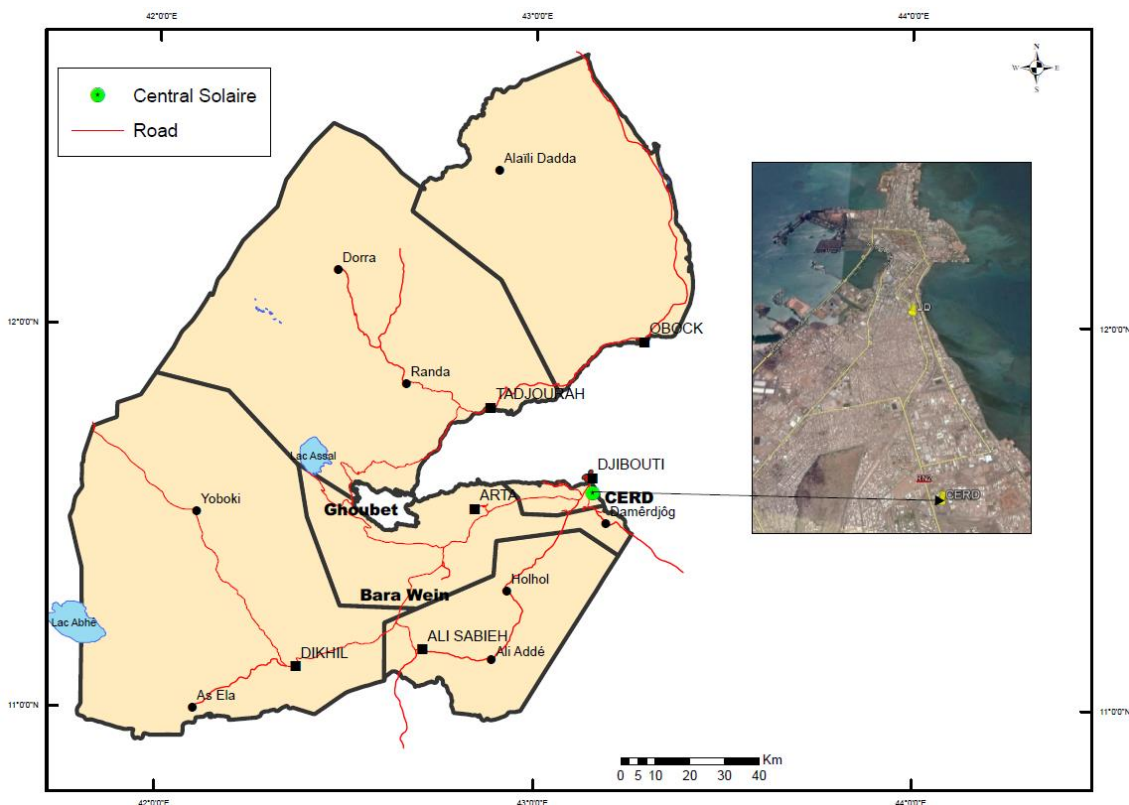 42°0'0"E
43°0'0"E
44°0'0"E
Central Solaire
Road
N
W
E
S
Alaïli Dadda
Dorra
12°0'0"N
12°0'0"N
OBOCK
Randa
TADJOURAH
Lac Assal
DJIBOUTI
Yoboki
Ghoubet
ARTA
CERD
Damêrdjôg
CERD
Holhol
Bara Wein
Lac Abhê
DIKHIL
ALI SABIEH
Ali Addé
As Ela
11°0'0"N
11°0'0"N
Km
0 5 10 20 30 40
42°0'0"E
43°0'0"E
44°0'0"E